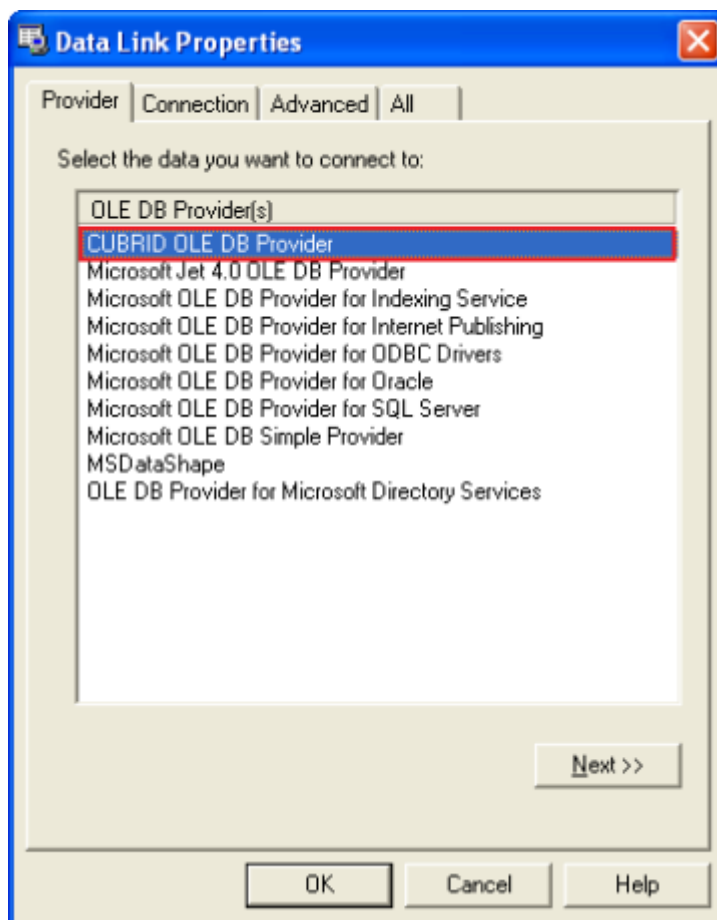 Data Link Properties
Provider Connection Advanced All
Select the data you want to connect to:
OLE DB Provider(s)
CUBRID OLE DB Provider
Microsoft Jet 4.0 OLE DB Provider
Microsoft OLE DB Provider for Indexing Service
Microsoft OLE DB Provider for Internet Publishing
Microsoft OLE DB Provider for ODBC Drivers
Microsoft OLE DB Provider for Oracle
Microsoft OLE DB Provider for SQL Server
Microsoft OLE DB Simple Provider
MSDataShape
OLE DB Provider for Microsoft Directory Services
Next >>
OK Cancel Help